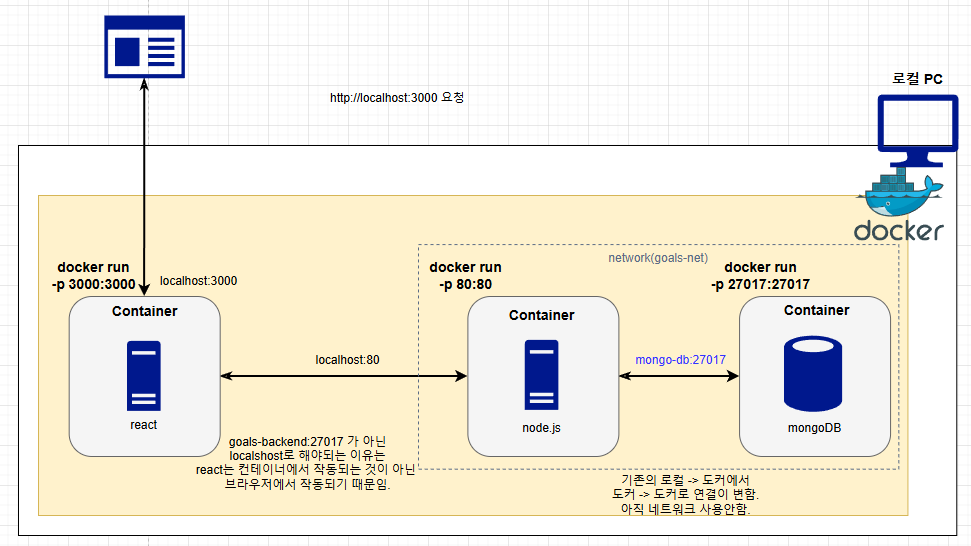 로컬 PC
http://localhost:3000 요청
docker
network(goals-net)
docker run
-p 3000:3000
localhost:3000
docker run
-p 80:80
docker run
-p 27017:27017
Container
react
localhost:80
Container
node.js
mongo-db:27017
Container
mongoDB
goals-backend:27017 가 아닌
localshost로 해야되는 이유는
react는 컨테이너에서 작동되는 것이 아닌
브라우저에서 작동되기 때문임.
기존의 로컬 -> 도커에서
도커 -> 도커로 연결이 변함.
아직 네트워크 사용안함.